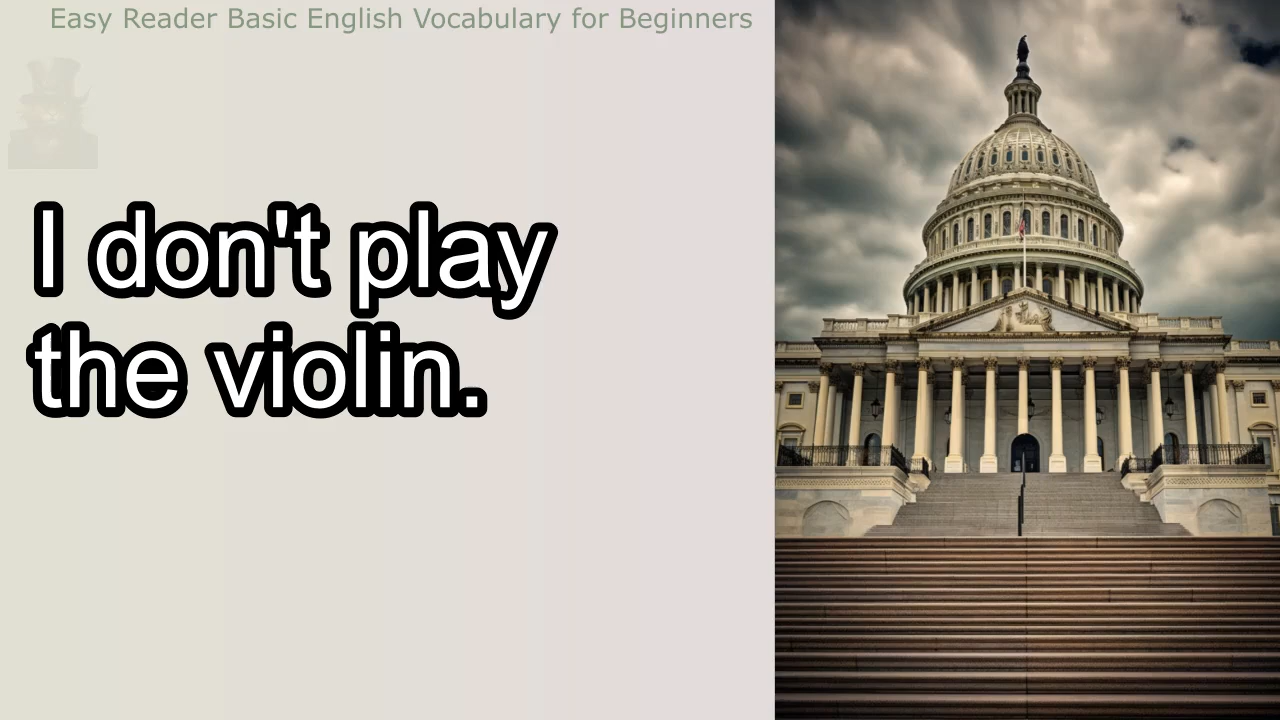 Easy Reader Basic English Vocabulary for Beginners
I don't play
the violin.